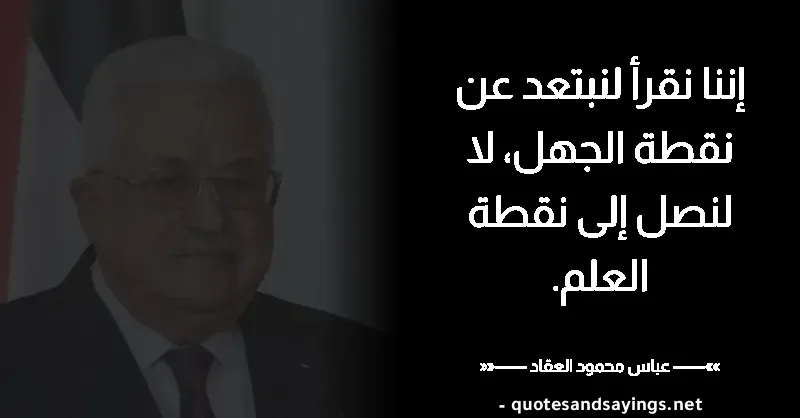 إننا نقرأ لنبتعد عن
نقطة الجهل، لا
لنصل إلى نقطة
العلم.
»—— عباس محمود العقاد ——»«
- quotesandsayings.net